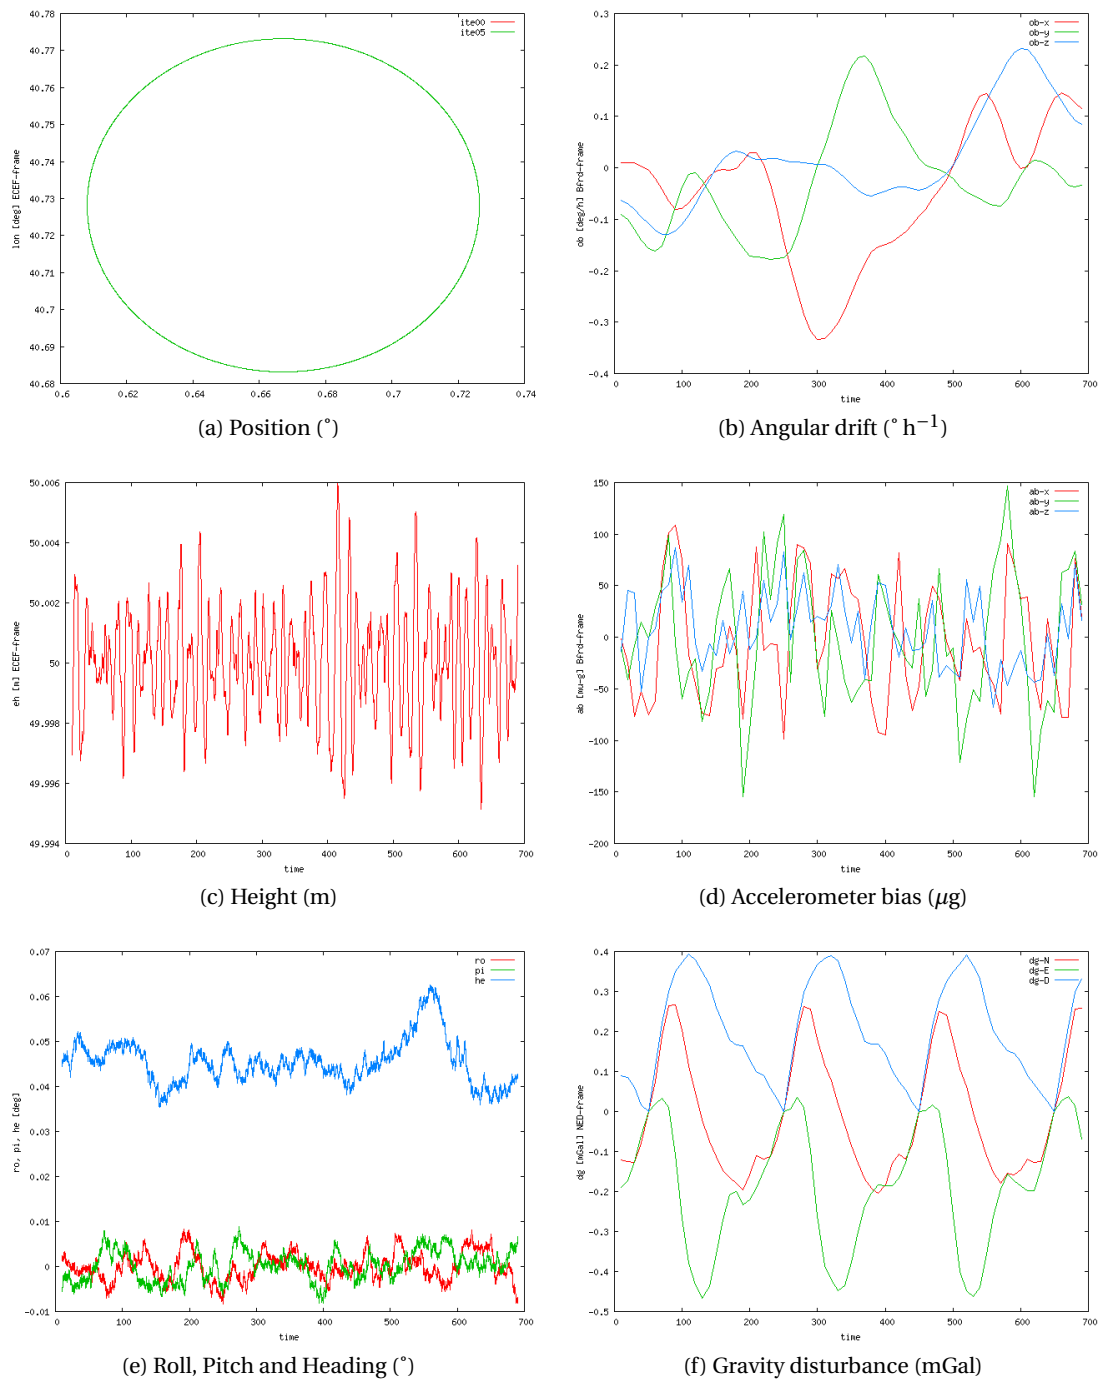 40.78
40.77
40.76
40.75
40.74
40.73
40.72
40.71
40.7
40.69
40.68
lon [deg] ECEF-frame
ite00
ite05
0.6 0.62 0.64 0.66 0.68 0.7 0.72 0.74
(a) Position (°)
0.3
0.2
0.1
0
-0.1
-0.2
-0.3
-0.4
ob [deg/h] Bfrd-frame
ob-x
ob-y
ob-z
0 100 200 300 400 500 600 700
time
(b) Angular drift (° h⁻¹)
50.006
50.004
50.002
50
49.998
49.996
49.994
eh [m] ECEF-frame
0 100 200 300 400 500 600 700
time
(c) Height (m)
150
100
50
0
-50
-100
-150
-200
ab [mu-g] Bfrd-frame
ab-x
ab-y
ab-z
0 100 200 300 400 500 600 700
time
(d) Accelerometer bias (μg)
0.07
0.06
0.05
0.04
0.03
0.02
0.01
0
-0.01
ro, pi, he [deg]
ro
pi
he
0 100 200 300 400 500 600 700
time
(e) Roll, Pitch and Heading (°)
0.4
0.3
0.2
0.1
0
-0.1
-0.2
-0.3
-0.4
-0.5
dg [mGal] NED-frame
dg-N
dg-E
dg-D
0 100 200 300 400 500 600 700
time
(f) Gravity disturbance (mGal)